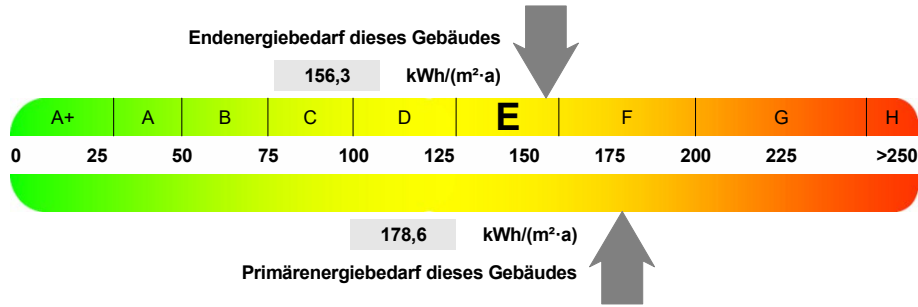 Endenergiebedarf dieses Gebäudes
156,3 kWh/(m²·a)
A+ A B C D E F G H
0 25 50 75 100 125 150 175 200 225 >250
178,6 kWh/(m²·a)
Primärenergiebedarf dieses Gebäudes